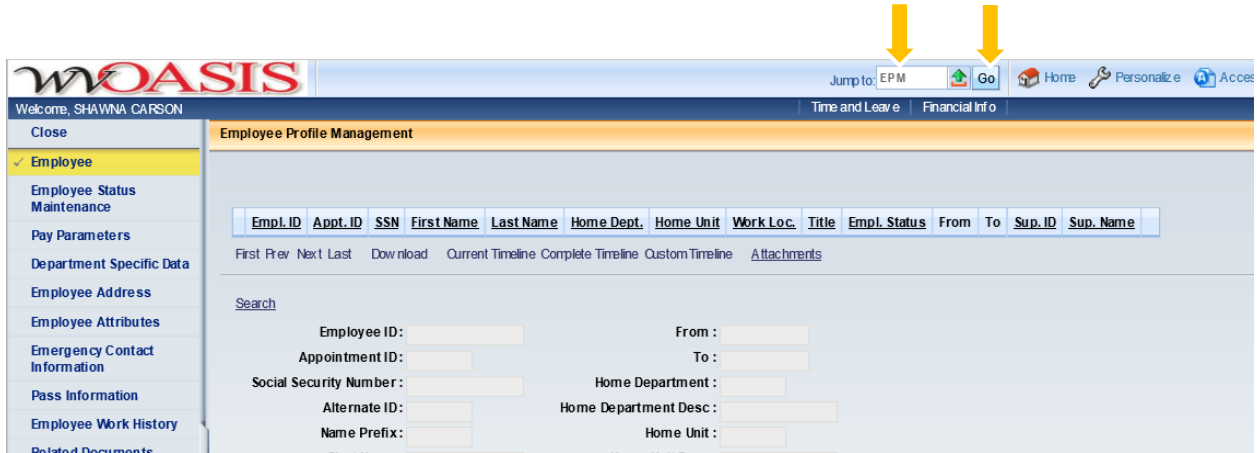 wvOASIS
Jump to: EPM Go Home Personalize Acces
Welcome, SHAWNA CARSON
Time and Leave Financial Info
Close
Employee Profile Management
Employee
Employee Status
Maintenance
Pay Parameters
Department Specific Data
Employee Address
Employee Attributes
Emergency Contact
Information
Pass Information
Employee Work History
Related Documents
Empl. ID Appt. ID SSN First Name Last Name Home Dept. Home Unit Work Loc. Title Empl. Status From To Sup. ID Sup. Name
First Prev Next Last Download Current Timeline Complete Timeline Custom Timeline Attachments
Search
Employee ID: From :
Appointment ID: To :
Social Security Number : Home Department :
Alternate ID: Home Department Desc :
Name Prefix: Home Unit :